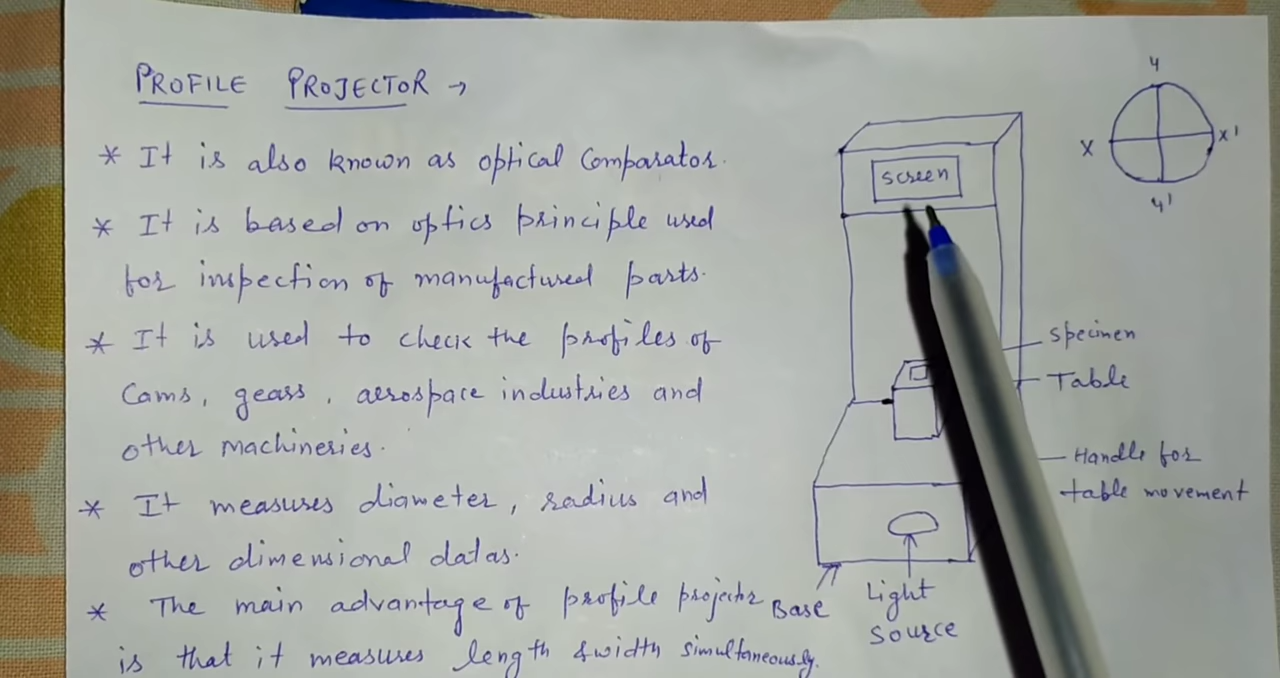 PROFILE PROJECTOR →
* It is also known as optical Comparator.
* It is based on optics principle used
for inspection of manufactured parts.
* It is used to check the profiles of
Cams, gears, aerospace industries and
other machineries.
* It measures diameter, radius and
other dimensional datas.
* The main advantage of profile projector
is that it measures length & width simultaneously.
screen
Specimen
Table
Handle for
table movement
Base
Light
Source
y
X
X'
y'